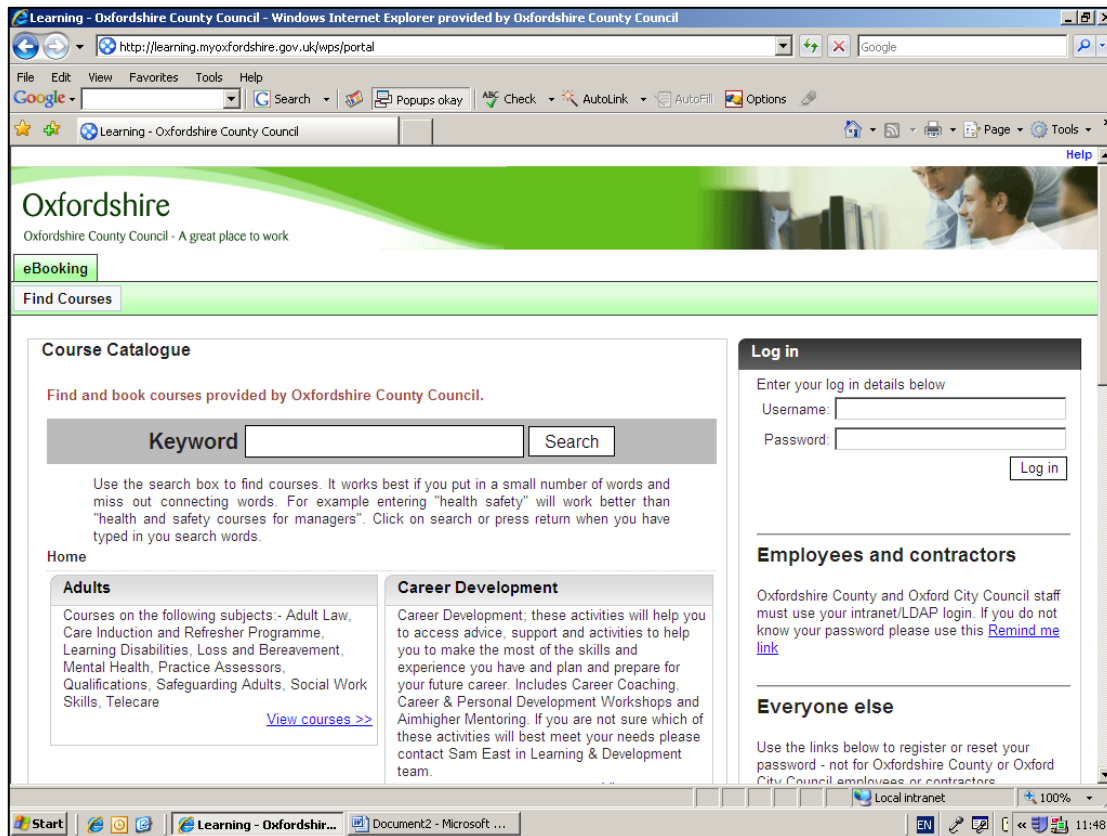 Learning - Oxfordshire County Council - Windows Internet Explorer provided by Oxfordshire County Council
http://learning.myoxfordshire.gov.uk/wps/portal
Google
File Edit View Favorites Tools Help
Google Search Popups okay ABC Check AutoLink AutoFill Options
Learning - Oxfordshire County Council
Page Tools
Help
Oxfordshire
Oxfordshire County Council - A great place to work
eBooking
Find Courses
Course Catalogue
Find and book courses provided by Oxfordshire County Council.
Keyword Search
Use the search box to find courses. It works best if you put in a small number of words and
miss out connecting words. For example entering "health safety" will work better than
"health and safety courses for managers". Click on search or press return when you have
typed in you search words.
Home
Adults
Courses on the following subjects:- Adult Law,
Care Induction and Refresher Programme,
Learning Disabilities, Loss and Bereavement,
Mental Health, Practice Assessors,
Qualifications, Safeguarding Adults, Social Work
Skills, Telecare
View courses >>
Career Development
Career Development; these activities will help you
to access advice, support and activities to help
you to make the most of the skills and
experience you have and plan and prepare for
your future career. Includes Career Coaching,
Career & Personal Development Workshops and
Aimhigher Mentoring. If you are not sure which of
these activities will best meet your needs please
contact Sam East in Learning & Development
team.
Log in
Enter your log in details below
Username:
Password:
Log in
Employees and contractors
Oxfordshire County and Oxford City Council staff
must use your intranet/LDAP login. If you do not
know your password please use this Remind me
link
Everyone else
Use the links below to register or reset your
password - not for Oxfordshire County or Oxford
City Council employees or contractors
Local intranet 100%
Start Learning - Oxfordshir... Document2 - Microsoft ... EN 11:48